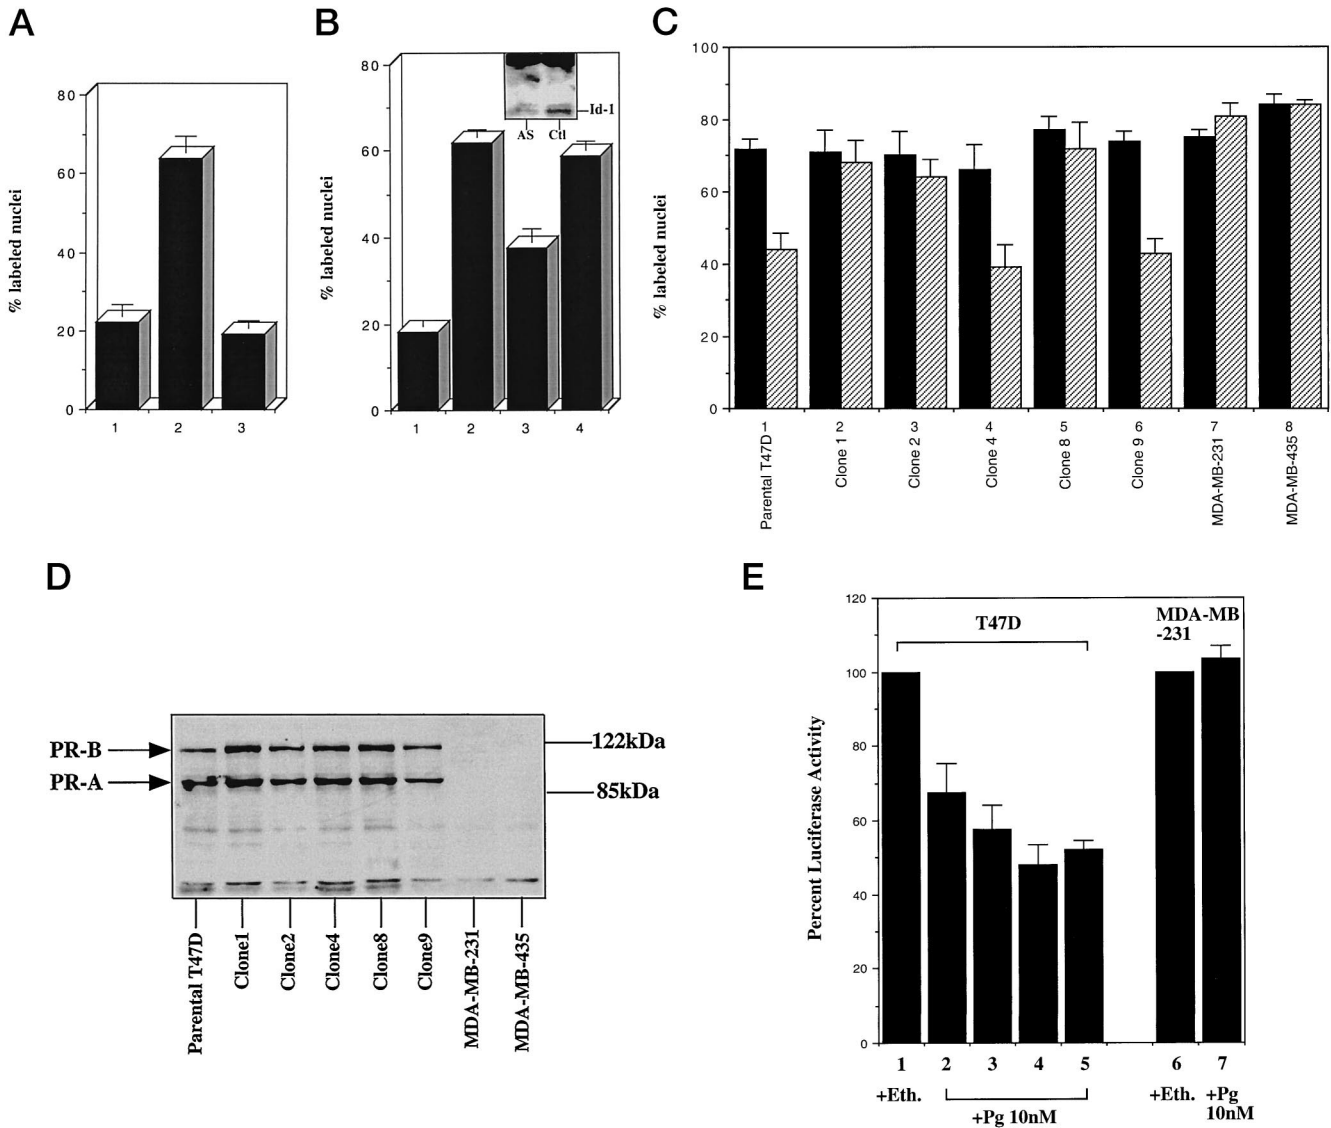 A
B
C
80
60
40
20
0
% labeled nuclei
1 2 3
80
60
40
20
0
% labeled nuclei
Id-1
AS Ctl
1 2 3 4
100
80
60
40
20
0
% labeled nuclei
1 2 3 4 5 6 7 8
Parental T47D
Clone 1
Clone 2
Clone 4
Clone 8
Clone 9
MDA-MB-231
MDA-MB-435
D
PR-B
PR-A
122kDa
85kDa
Parental T47D
Clone1
Clone2
Clone4
Clone8
Clone9
MDA-MB-231
MDA-MB-435
E
120
100
80
60
40
20
0
Percent Luciferase Activity
T47D
MDA-MB
-231
1 2 3 4 5 6 7
+Eth.
+Pg 10nM
+Eth.
+Pg
10nM